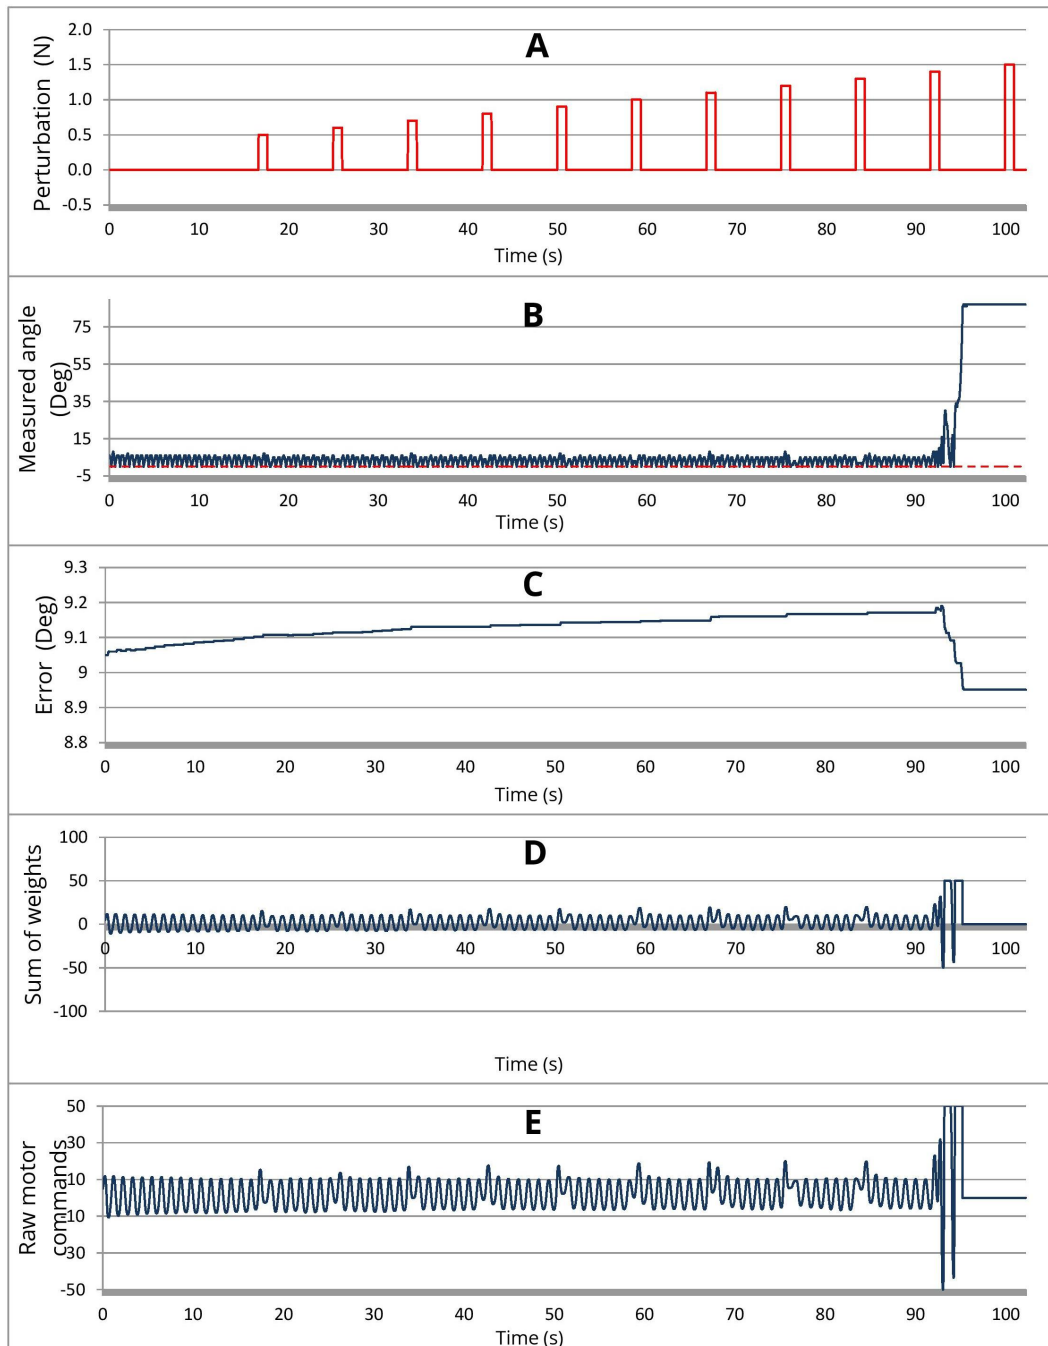 A
Perturbation (N)
2.0
1.5
1.0
0.5
0.0
-0.5
0 10 20 30 40 50 60 70 80 90 100
Time (s)
B
Measured angle
(Deg)
75
55
35
15
-5
0 10 20 30 40 50 60 70 80 90 100
Time (s)
C
Error (Deg)
9.3
9.2
9.1
9
8.9
8.8
0 10 20 30 40 50 60 70 80 90 100
Time (s)
D
Sum of weights
100
50
0
-50
-100
0 10 20 30 40 50 60 70 80 90 100
Time (s)
E
Raw motor
commands
50
30
10
10
30
-50
0 10 20 30 40 50 60 70 80 90 100
Time (s)